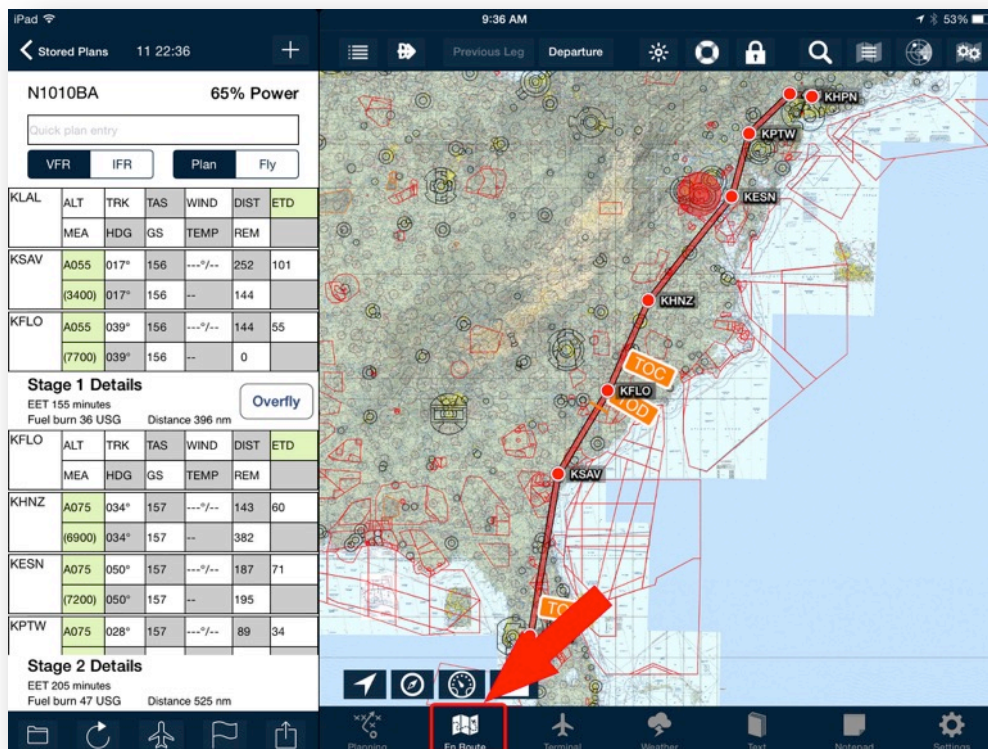 iPad 9:36 AM 53%
Stored Plans 11 22:36 Previous Leg Departure
N1010BA 65% Power
Quick plan entry
VFR IFR Plan Fly
KLAL ALT TRK TAS WIND DIST ETD
MEA HDG GS TEMP REM
KSAV A055 017° 156 ---°/-- 252 101
(3400) 017° 156 -- 144
KFLO A055 039° 156 ---°/-- 144 55
(7700) 039° 156 -- 0
Stage 1 Details
EET 155 minutes
Fuel burn 36 USG Distance 396 nm
Overfly
KFLO ALT TRK TAS WIND DIST ETD
MEA HDG GS TEMP REM
KHNZ A075 034° 157 ---°/-- 143 60
(6900) 034° 157 -- 382
KESN A075 050° 157 ---°/-- 187 71
(7200) 050° 157 -- 195
KPTW A075 028° 157 ---°/-- 89 34
Stage 2 Details
EET 205 minutes
Fuel burn 47 USG Distance 525 nm
KHPN
KPTW
KESN
KHNZ
TOC
KFLO
TOD
KSAV
Planning En Route Terminal Weather Text Notepad Settings